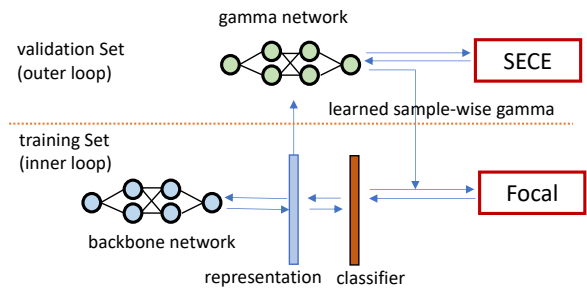 gamma network
validation Set
(outer loop)
SECE
learned sample-wise gamma
training Set
(inner loop)
Focal
backbone network
representation
classifier